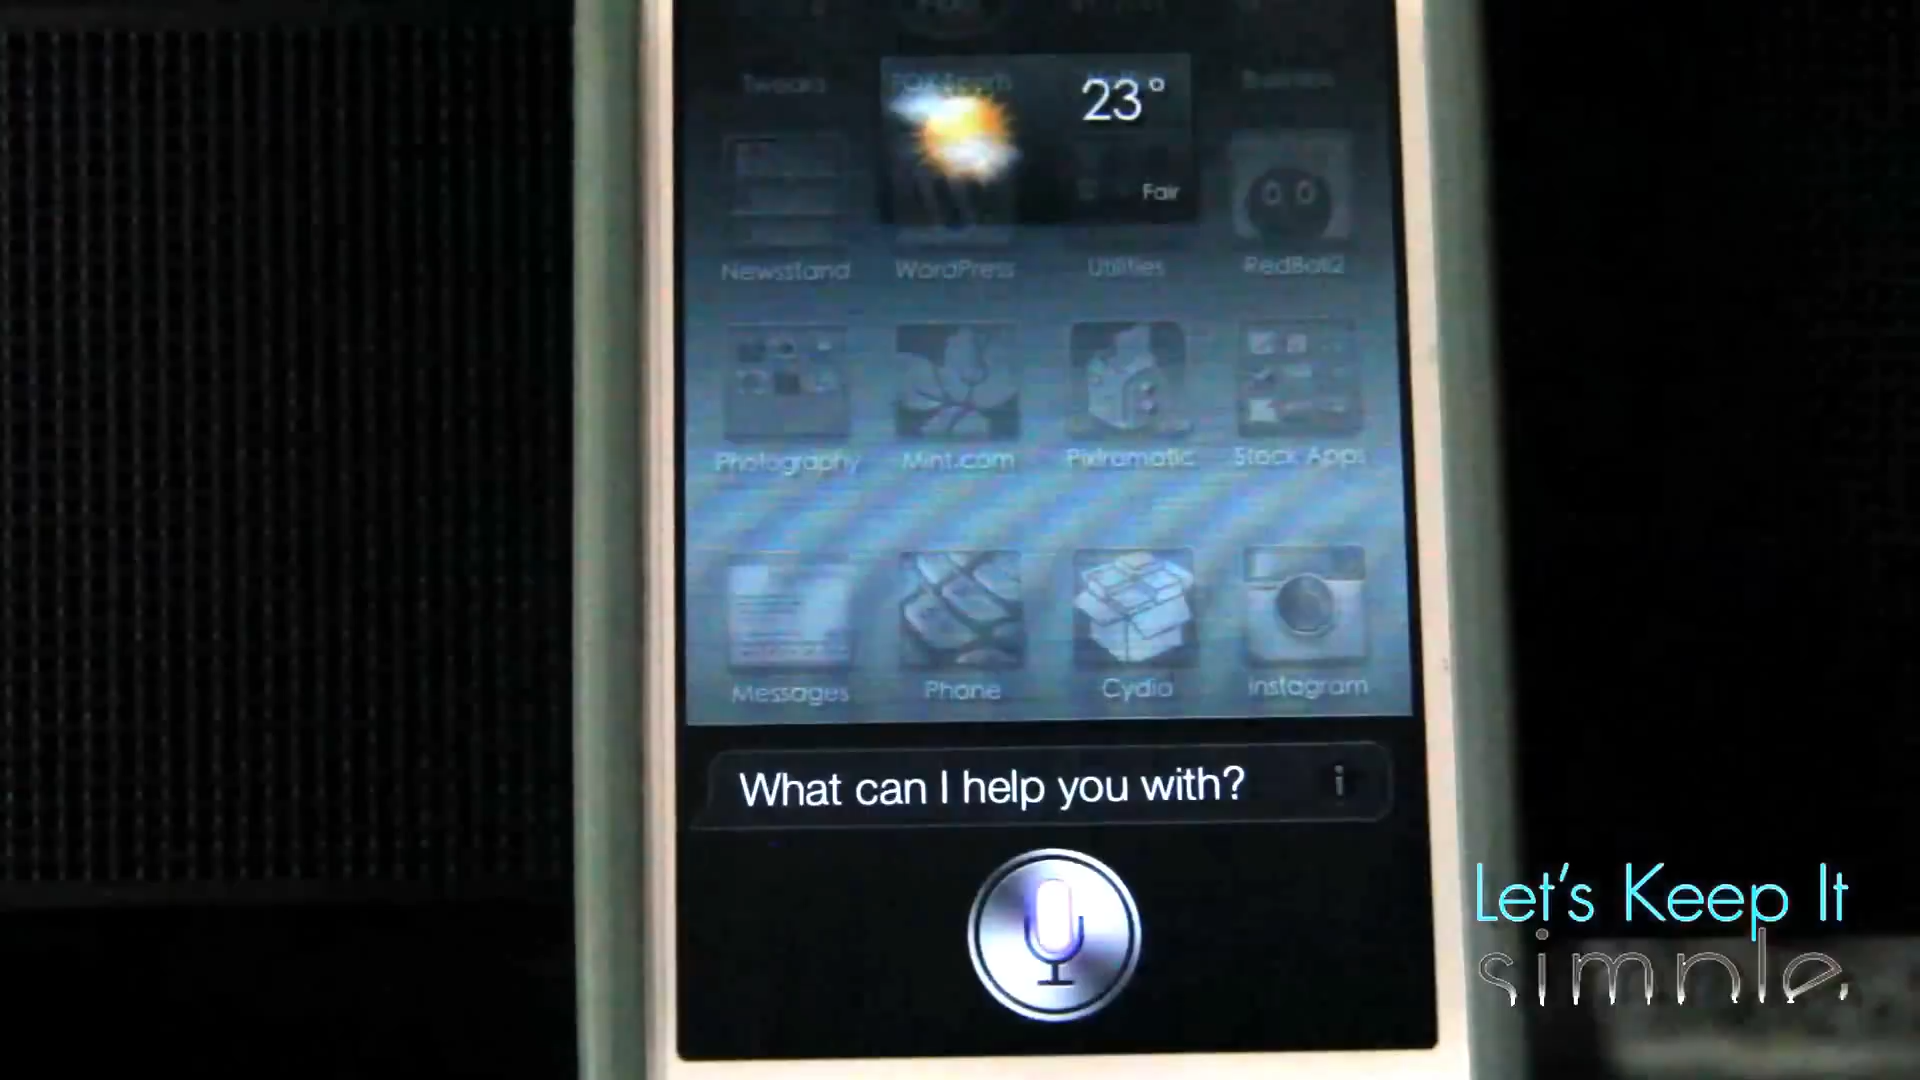 Tweaks
23°
Fair
Newsstand WordPress Utilities RedBall2
Photography Mint.com Pixlromatic Stock Apps
Messages Phone Cydia Instagram
What can I help you with? i
Let's Keep It
simple.